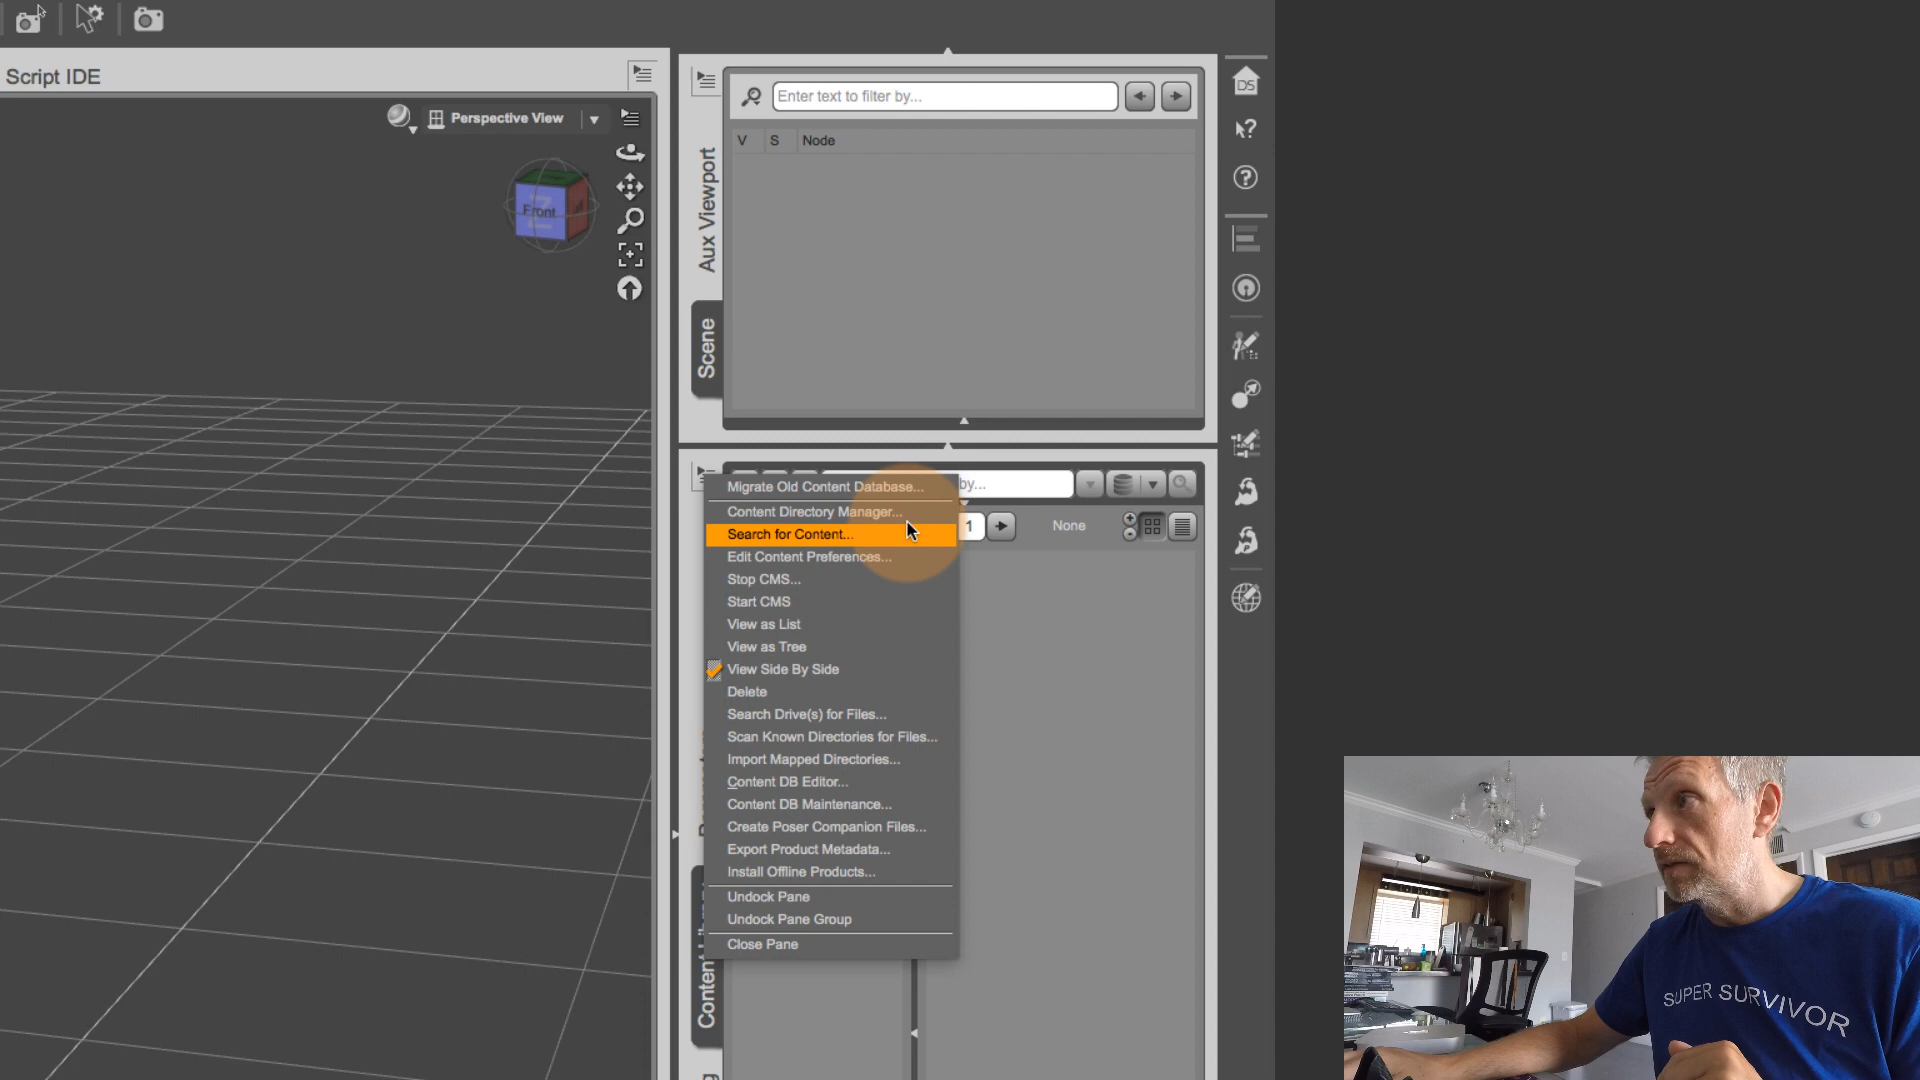 Script IDE
Perspective View
Front
Aux Viewport
Scene
Enter text to filter by...
V S Node
DS
by...
1
None
Migrate Old Content Database...
Content Directory Manager...
Search for Content...
Edit Content Preferences...
Stop CMS...
Start CMS
View as List
View as Tree
View Side By Side
Delete
Search Drive(s) for Files...
Scan Known Directories for Files...
Import Mapped Directories...
Content DB Editor...
Content DB Maintenance...
Create Poser Companion Files...
Export Product Metadata...
Install Offline Products...
Undock Pane
Undock Pane Group
Close Pane
Content
SUPER SURVIVOR